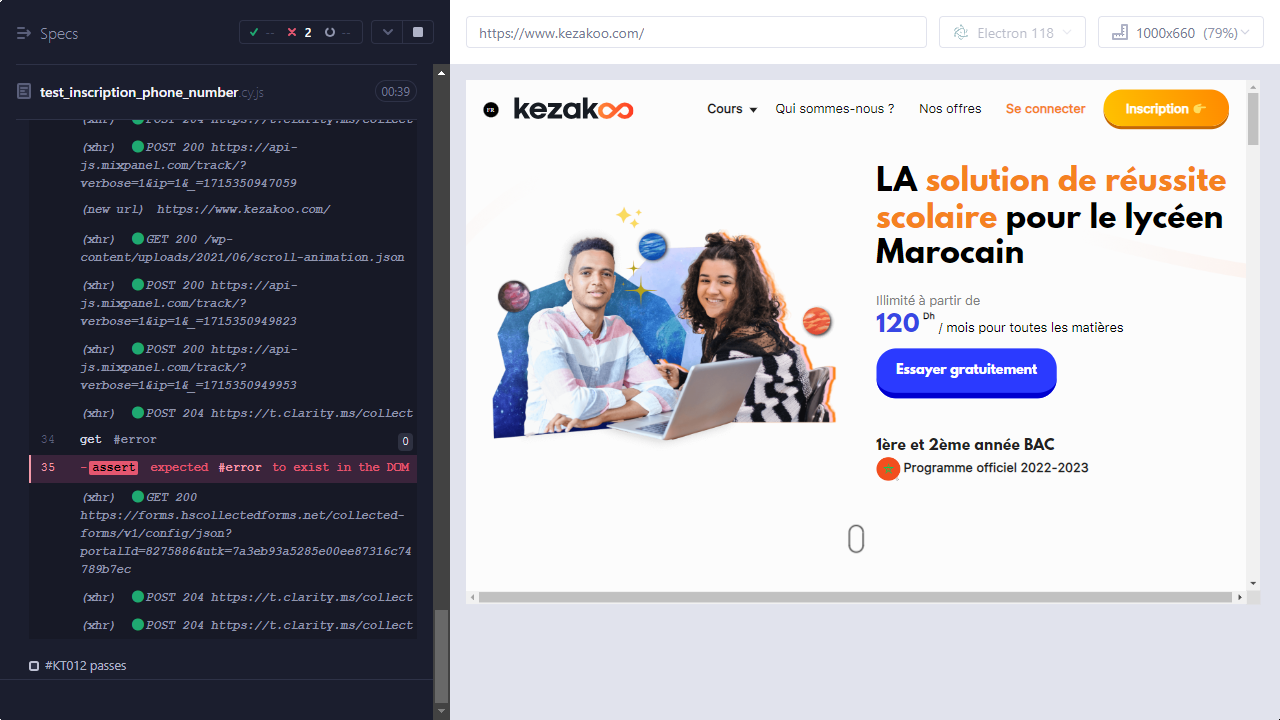 Specs
--
2
--
test_inscription_phone_number.cy.js
00:39
(xhr) POST 204 https://t.clarity.ms/collect
(xhr) POST 200 https://api-
js.mixpanel.com/track/?
verbose=1&ip=1&_=1715350947059
(new url) https://www.kezakoo.com/
(xhr) GET 200 /wp-
content/uploads/2021/06/scroll-animation.json
(xhr) POST 200 https://api-
js.mixpanel.com/track/?
verbose=1&ip=1&_=1715350949823
(xhr) POST 200 https://api-
js.mixpanel.com/track/?
verbose=1&ip=1&_=1715350949953
(xhr) POST 204 https://t.clarity.ms/collect
34 get #error 0
35 -assert expected #error to exist in the DOM
(xhr) GET 200
https://forms.hscollectedforms.net/collected-
forms/v1/config/json?
portalId=8275886&utk=7a3eb93a5285e00ee87316c74
789b7ec
(xhr) POST 204 https://t.clarity.ms/collect
(xhr) POST 204 https://t.clarity.ms/collect
#KT012 passes
https://www.kezakoo.com/
Electron 118
1000x660 (79%)
FR
kezakoo
Cours
Qui sommes-nous ?
Nos offres
Se connecter
Inscription
LA solution de réussite
scolaire pour le lycéen
Marocain
Illimité à partir de
120 Dh / mois pour toutes les matières
Essayer gratuitement
1ère et 2ème année BAC
Programme officiel 2022-2023